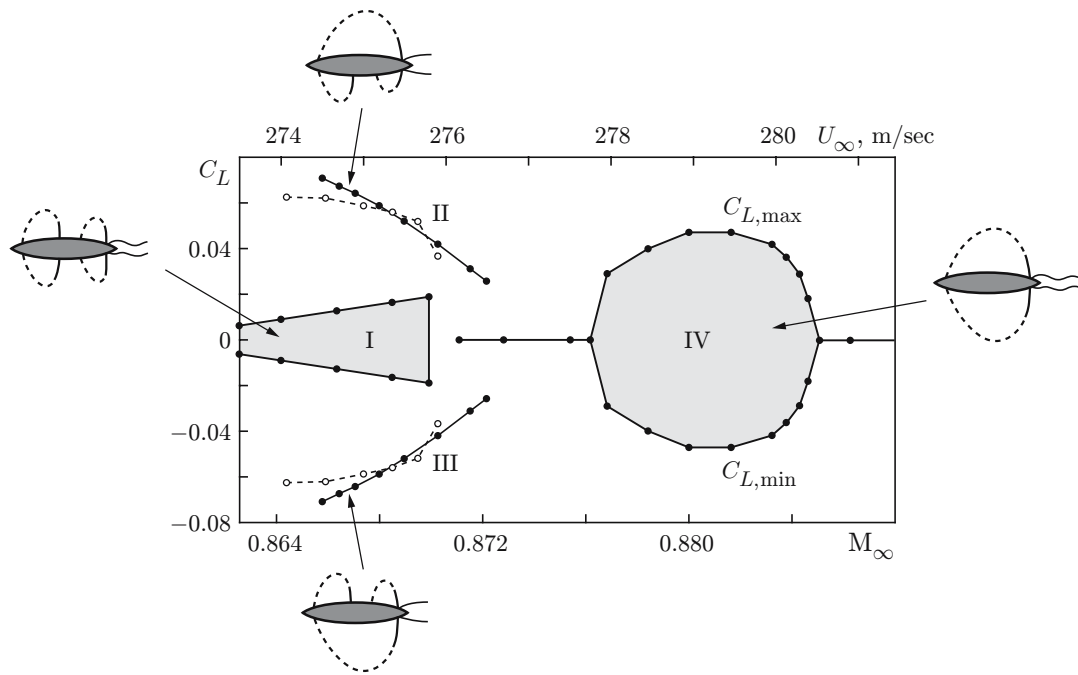 274 276 278 280 U∞, m/sec
C_L
II
C_L,max
0.04
0
I
IV
−0.04
III
C_L,min
−0.08
0.864 0.872 0.880 M∞